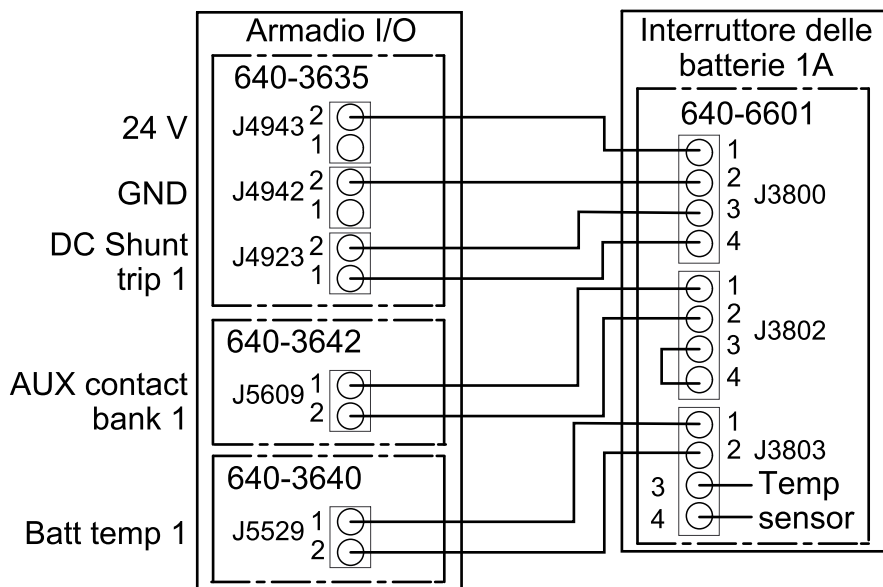 Armadio I/O
640-3635
24 V
J4943
2
1
GND
J4942
2
1
DC Shunt
trip 1
J4923
2
1
640-3642
AUX contact
bank 1
J5609
1
2
640-3640
Batt temp 1
J5529
1
2
Interruttore delle
batterie 1A
640-6601
1
2
3
4
J3800
1
2
3
4
J3802
1
2
3
4
J3803
Temp
sensor